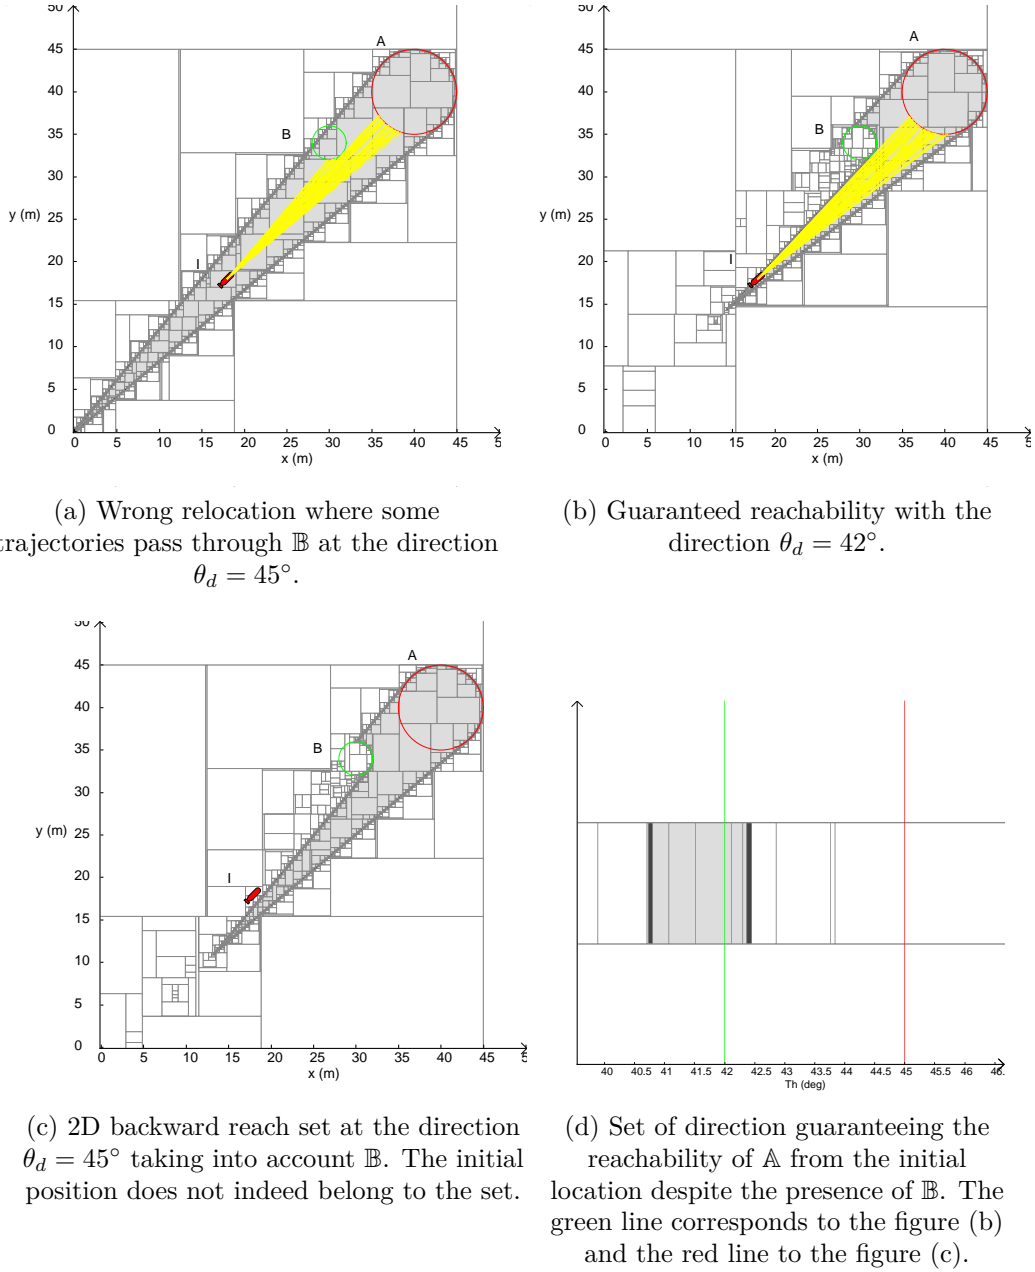 50
A
45
40
B
35
30
y (m)
25
20
I
15
10
5
0
0 5 10 15 20 25 30 35 40 45
x (m)
50
A
45
40
B
35
30
y (m)
25
20
I
15
10
5
0
0 5 10 15 20 25 30 35 40 45
x (m)
(a) Wrong relocation where some
trajectories pass through 𝔹 at the direction
θd = 45°.
(b) Guaranteed reachability with the
direction θd = 42°.
50
A
45
40
B
35
30
y (m)
25
20
I
15
10
5
0
0 5 10 15 20 25 30 35 40 45
x (m)
40 40.5 41 41.5 42 42.5 43 43.5 44 44.5 45 45.5 46 46.
Th (deg)
(c) 2D backward reach set at the direction
θd = 45° taking into account 𝔹. The initial
position does not indeed belong to the set.
(d) Set of direction guaranteeing the
reachability of 𝔸 from the initial
location despite the presence of 𝔹. The
green line corresponds to the figure (b)
and the red line to the figure (c).